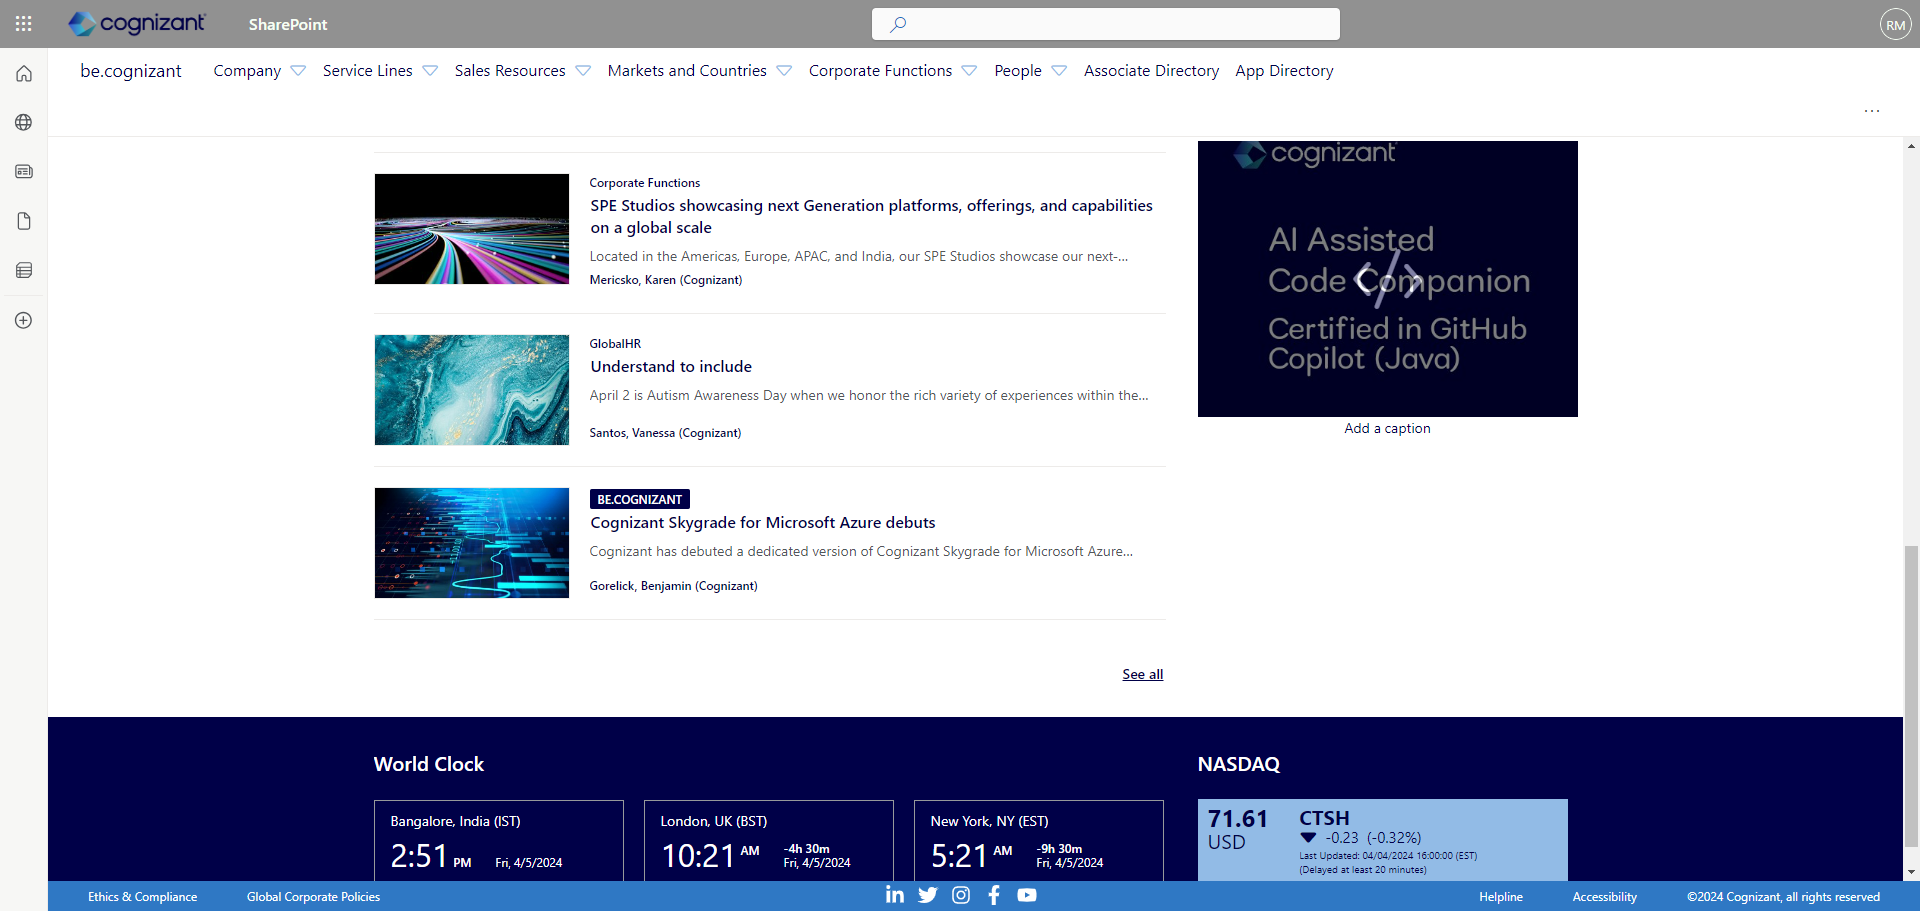 cognizant
SharePoint
RM
be.cognizant
Company
Service Lines
Sales Resources
Markets and Countries
Corporate Functions
People
Associate Directory
App Directory
...
Corporate Functions
SPE Studios showcasing next Generation platforms, offerings, and capabilities
on a global scale
Located in the Americas, Europe, APAC, and India, our SPE Studios showcase our next-...
Mericsko, Karen (Cognizant)
GlobalHR
Understand to include
April 2 is Autism Awareness Day when we honor the rich variety of experiences within the...
Santos, Vanessa (Cognizant)
BE.COGNIZANT
Cognizant Skygrade for Microsoft Azure debuts
Cognizant has debuted a dedicated version of Cognizant Skygrade for Microsoft Azure...
Gorelick, Benjamin (Cognizant)
See all
cognizant
AI Assisted
Code Companion
Certified in GitHub
Copilot (Java)
Add a caption
World Clock
Bangalore, India (IST)
2:51 PM Fri, 4/5/2024
London, UK (BST)
10:21 AM -4h 30m
Fri, 4/5/2024
New York, NY (EST)
5:21 AM -9h 30m
Fri, 4/5/2024
NASDAQ
71.61
USD
CTSH
-0.23 (-0.32%)
Last Updated: 04/04/2024 16:00:00 (EST)
(Delayed at least 20 minutes)
Ethics & Compliance
Global Corporate Policies
Helpline
Accessibility
©2024 Cognizant, all rights reserved